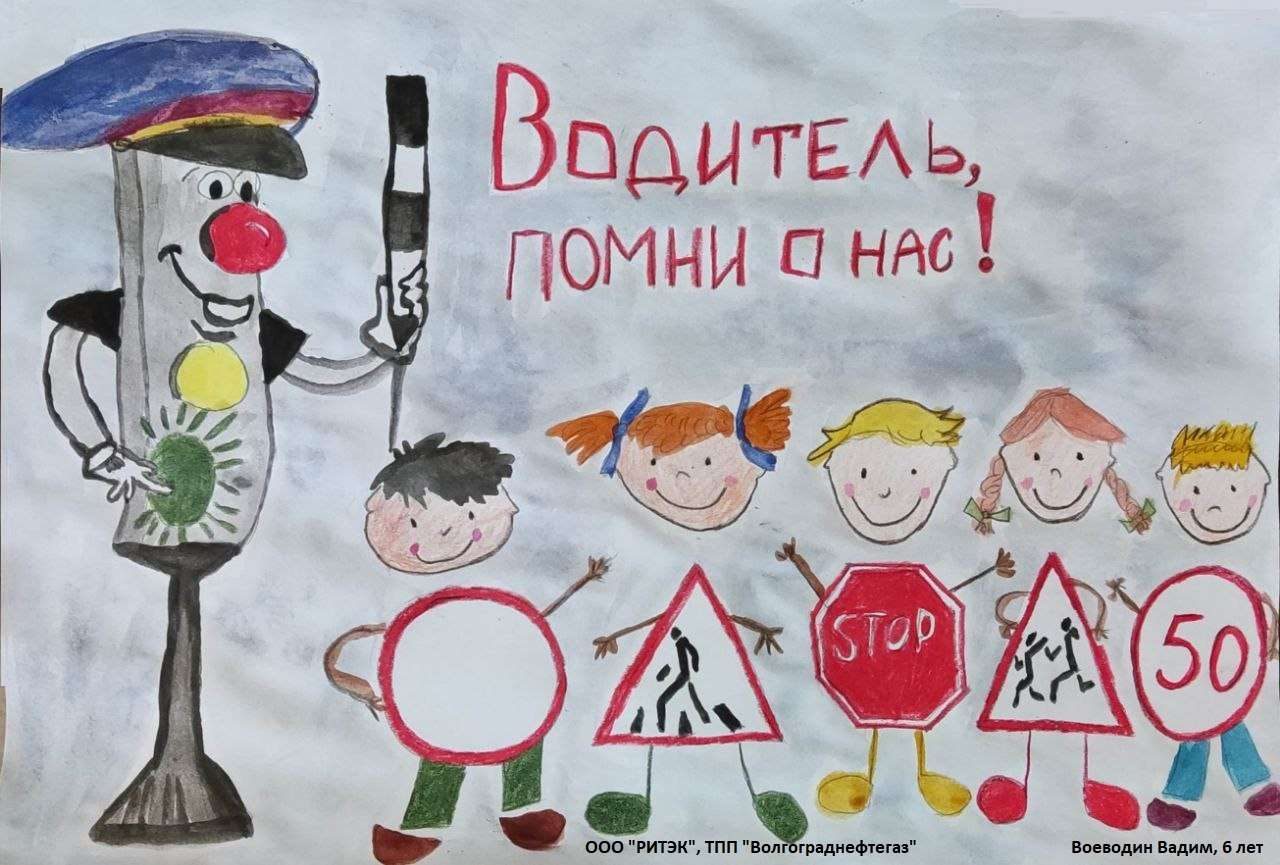 Водитель,
помни о нас!
STOP
50
ООО "РИТЭК", ТПП "Волгограднефтегаз"
Воеводин Вадим, 6 лет